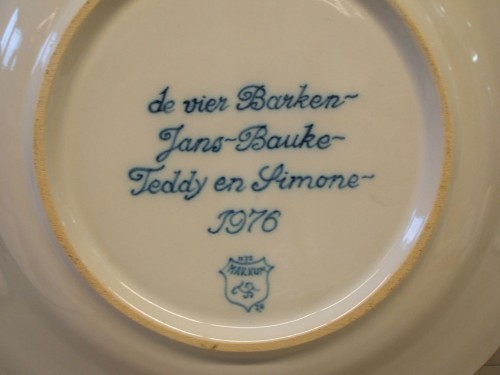 de vier Barken~
Jans~Bauke~
Teddy en Simone~
1976